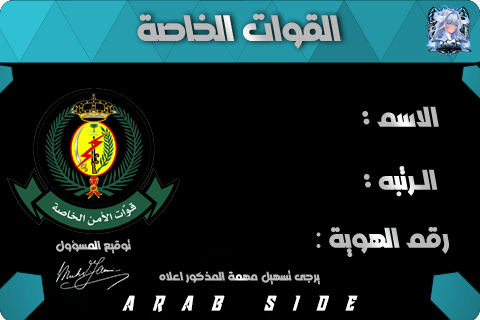 القوات الخاصة
الاسم :
الرتبه :
قوات الأمن الخاصة
رقم الهوية :
توقيع المسؤول
يرجى تسهيل مهمة المذكور اعلاه
ARAB SIDE